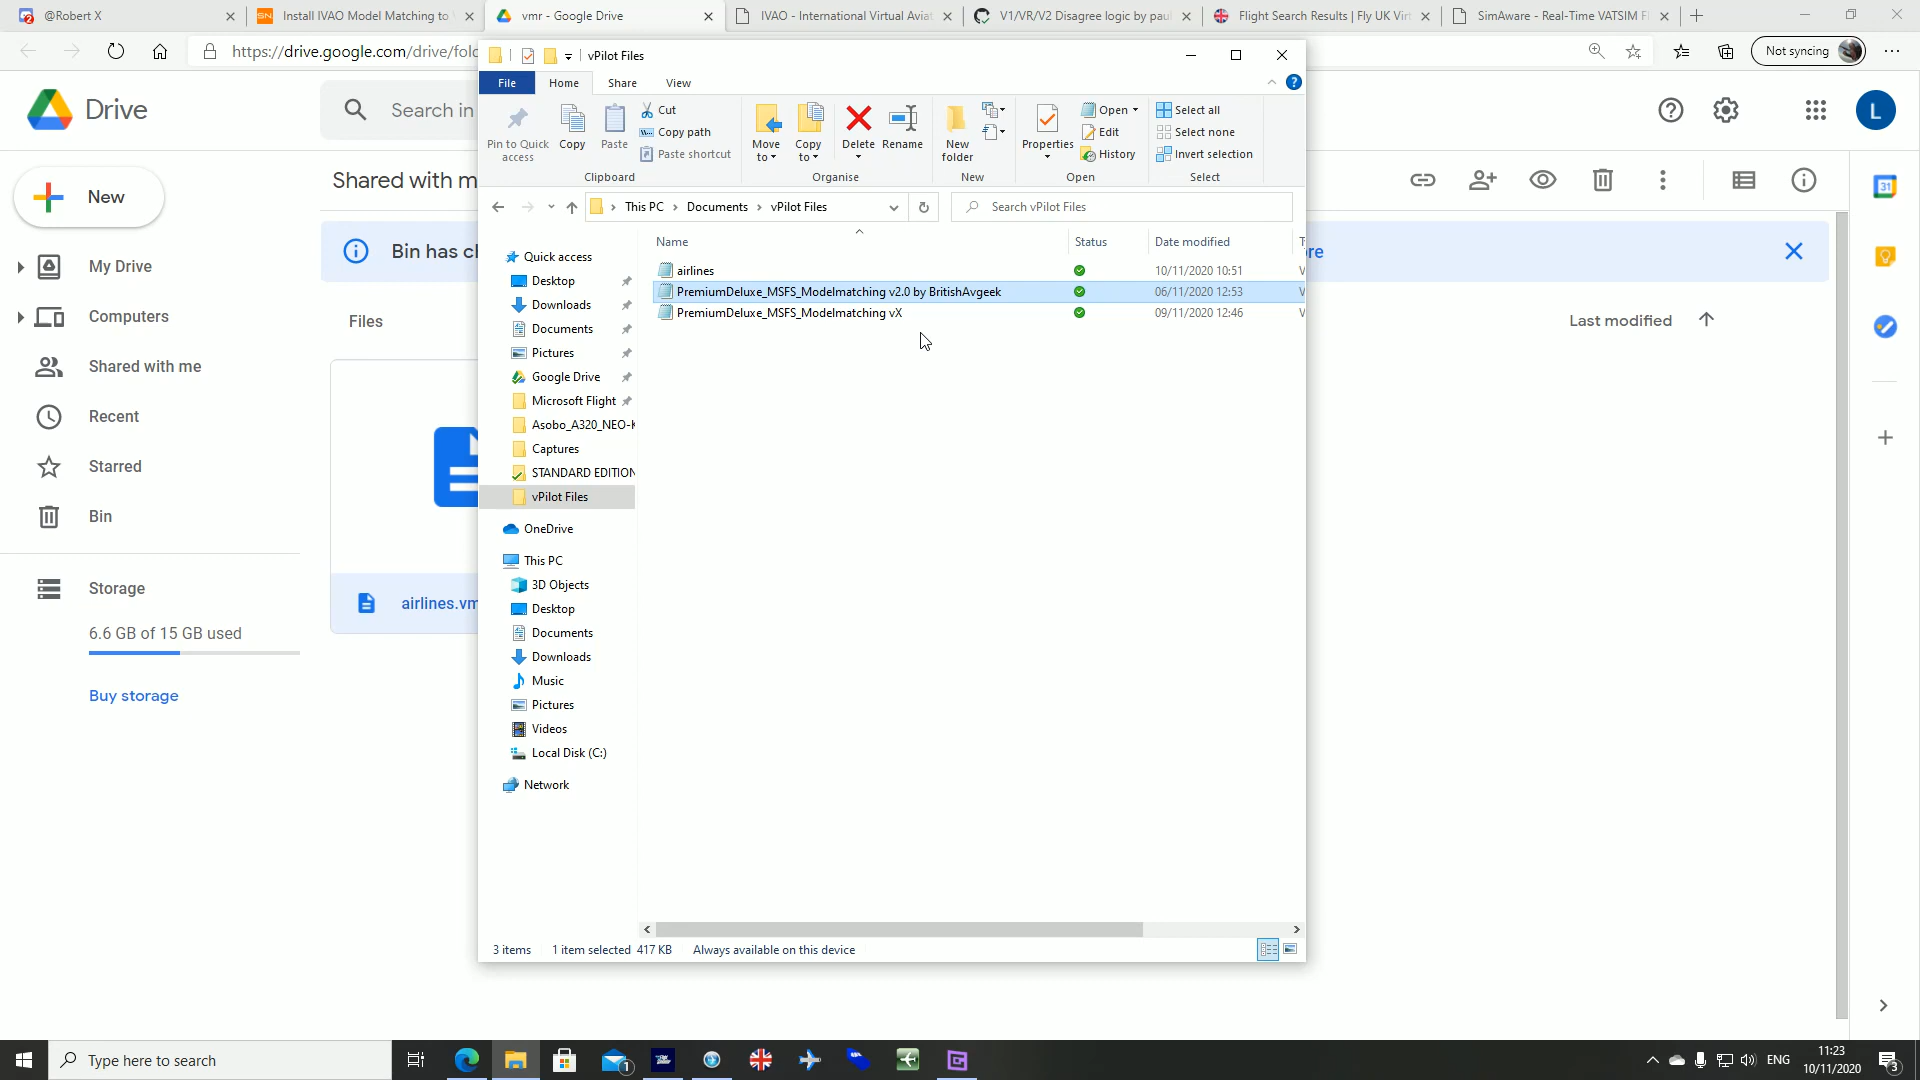 @Robert X
Install IVAO Model Matching to
vmr - Google Drive
IVAO - International Virtual Aviat
V1/VR/V2 Disagree logic by paul
Flight Search Results | Fly UK Virt
SimAware - Real-Time VATSIM Fl
https://drive.google.com/drive/fold
Not syncing
vPilot Files
File
Home
Share
View
Pin to Quick access
Copy
Paste
Cut
Copy path
Paste shortcut
Move to
Copy to
Delete
Rename
New folder
Properties
Open
Edit
History
Select all
Select none
Invert selection
Clipboard
Organise
New
Open
Select
This PC
Documents
vPilot Files
Search vPilot Files
Name
Status
Date modified
T
airlines
10/11/2020 10:51
V
PremiumDeluxe_MSFS_Modelmatching v2.0 by BritishAvgeek
06/11/2020 12:53
V
PremiumDeluxe_MSFS_Modelmatching vX
09/11/2020 12:46
V
Quick access
Desktop
Downloads
Documents
Pictures
Google Drive
Microsoft Flight
Asobo_A320_NEO-K
Captures
STANDARD EDITION
vPilot Files
OneDrive
This PC
3D Objects
Desktop
Documents
Downloads
Music
Pictures
Videos
Local Disk (C:)
Network
3 items
1 item selected 417 KB
Always available on this device
Drive
Search in
L
New
My Drive
Computers
Shared with me
Recent
Starred
Bin
Storage
6.6 GB of 15 GB used
Buy storage
Shared with m
Bin has cl
re
Files
Last modified
airlines.vm
31
Type here to search
1
ENG
11:23
10/11/2020
3